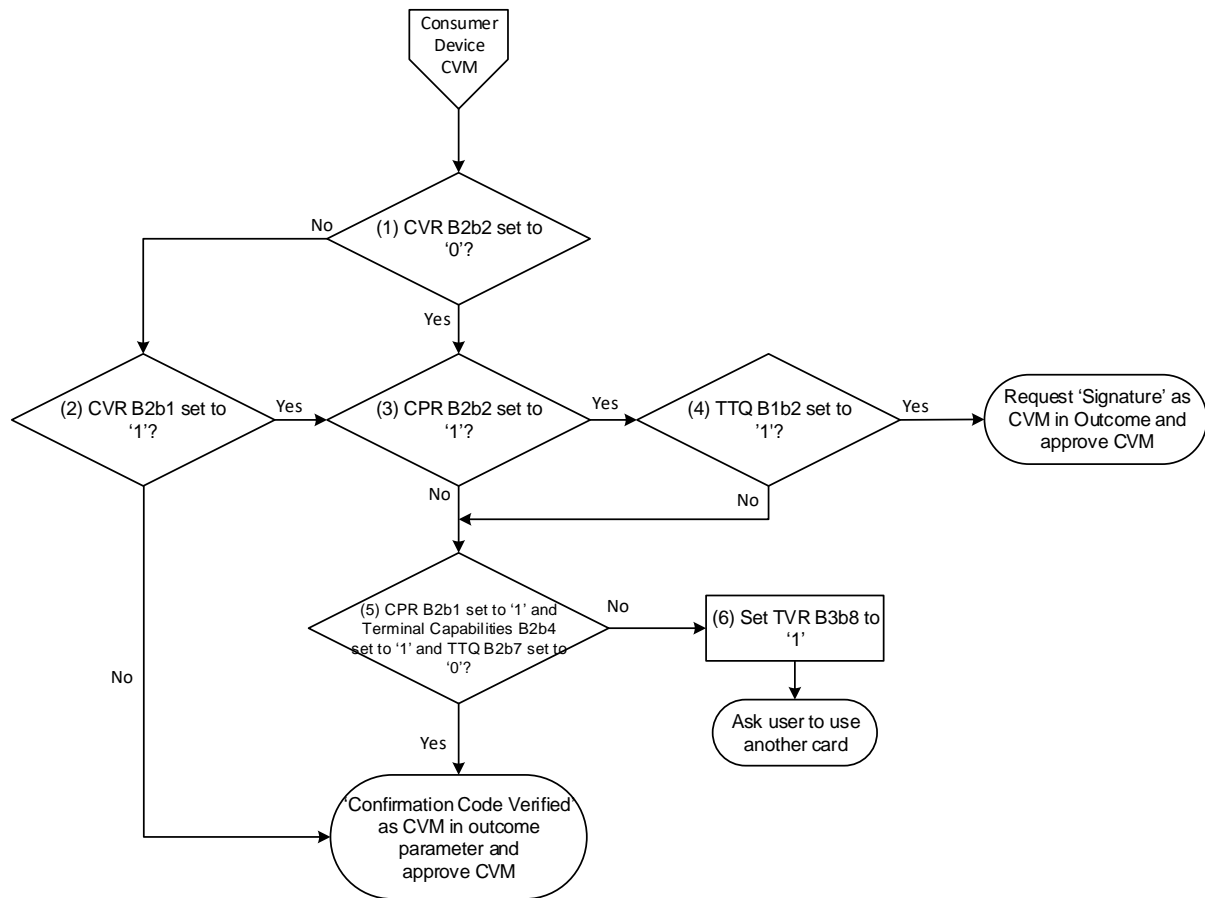 Consumer
Device
CVM
No
(1) CVR B2b2 set to
‘0’?
Yes
(2) CVR B2b1 set to
‘1’?
Yes
(3) CPR B2b2 set to
‘1’?
Yes
(4) TTQ B1b2 set to
'1'?
Yes
Request ‘Signature’ as
CVM in Outcome and
approve CVM
No
No
(5) CPR B2b1 set to ‘1’ and
Terminal Capabilities B2b4
set to ‘1’ and TTQ B2b7 set to
‘0’?
No
(6) Set TVR B3b8 to
‘1’
No
Ask user to use
another card
Yes
‘Confirmation Code Verified’
as CVM in outcome
parameter and
approve CVM